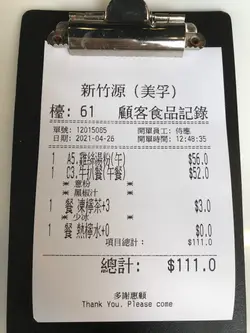 新竹源 (美孚)
檯: 61 顧客食品記錄
單號: 12015085 開單員工: 侍應
日期: 2021-04-26 開單時間: 12:48:35
1 A5.雞絲湯粉(午) $56.0
1 C3.午扒餐(午餐) $52.0
* 意粉 *
* 黑椒汁 *
1 餐 凍檸茶+3 $3.0
* 少冰 *
1 餐 熱檸水+0 $0.0
項目總計: $111.0
總計: $111.0
多謝惠顧
Thank You. Please come